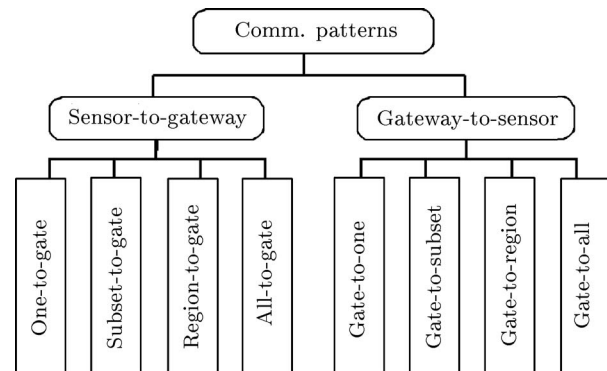 Comm. patterns
Sensor-to-gateway
Gateway-to-sensor
One-to-gate
Subset-to-gate
Region-to-gate
All-to-gate
Gate-to-one
Gate-to-subset
Gate-to-region
Gate-to-all